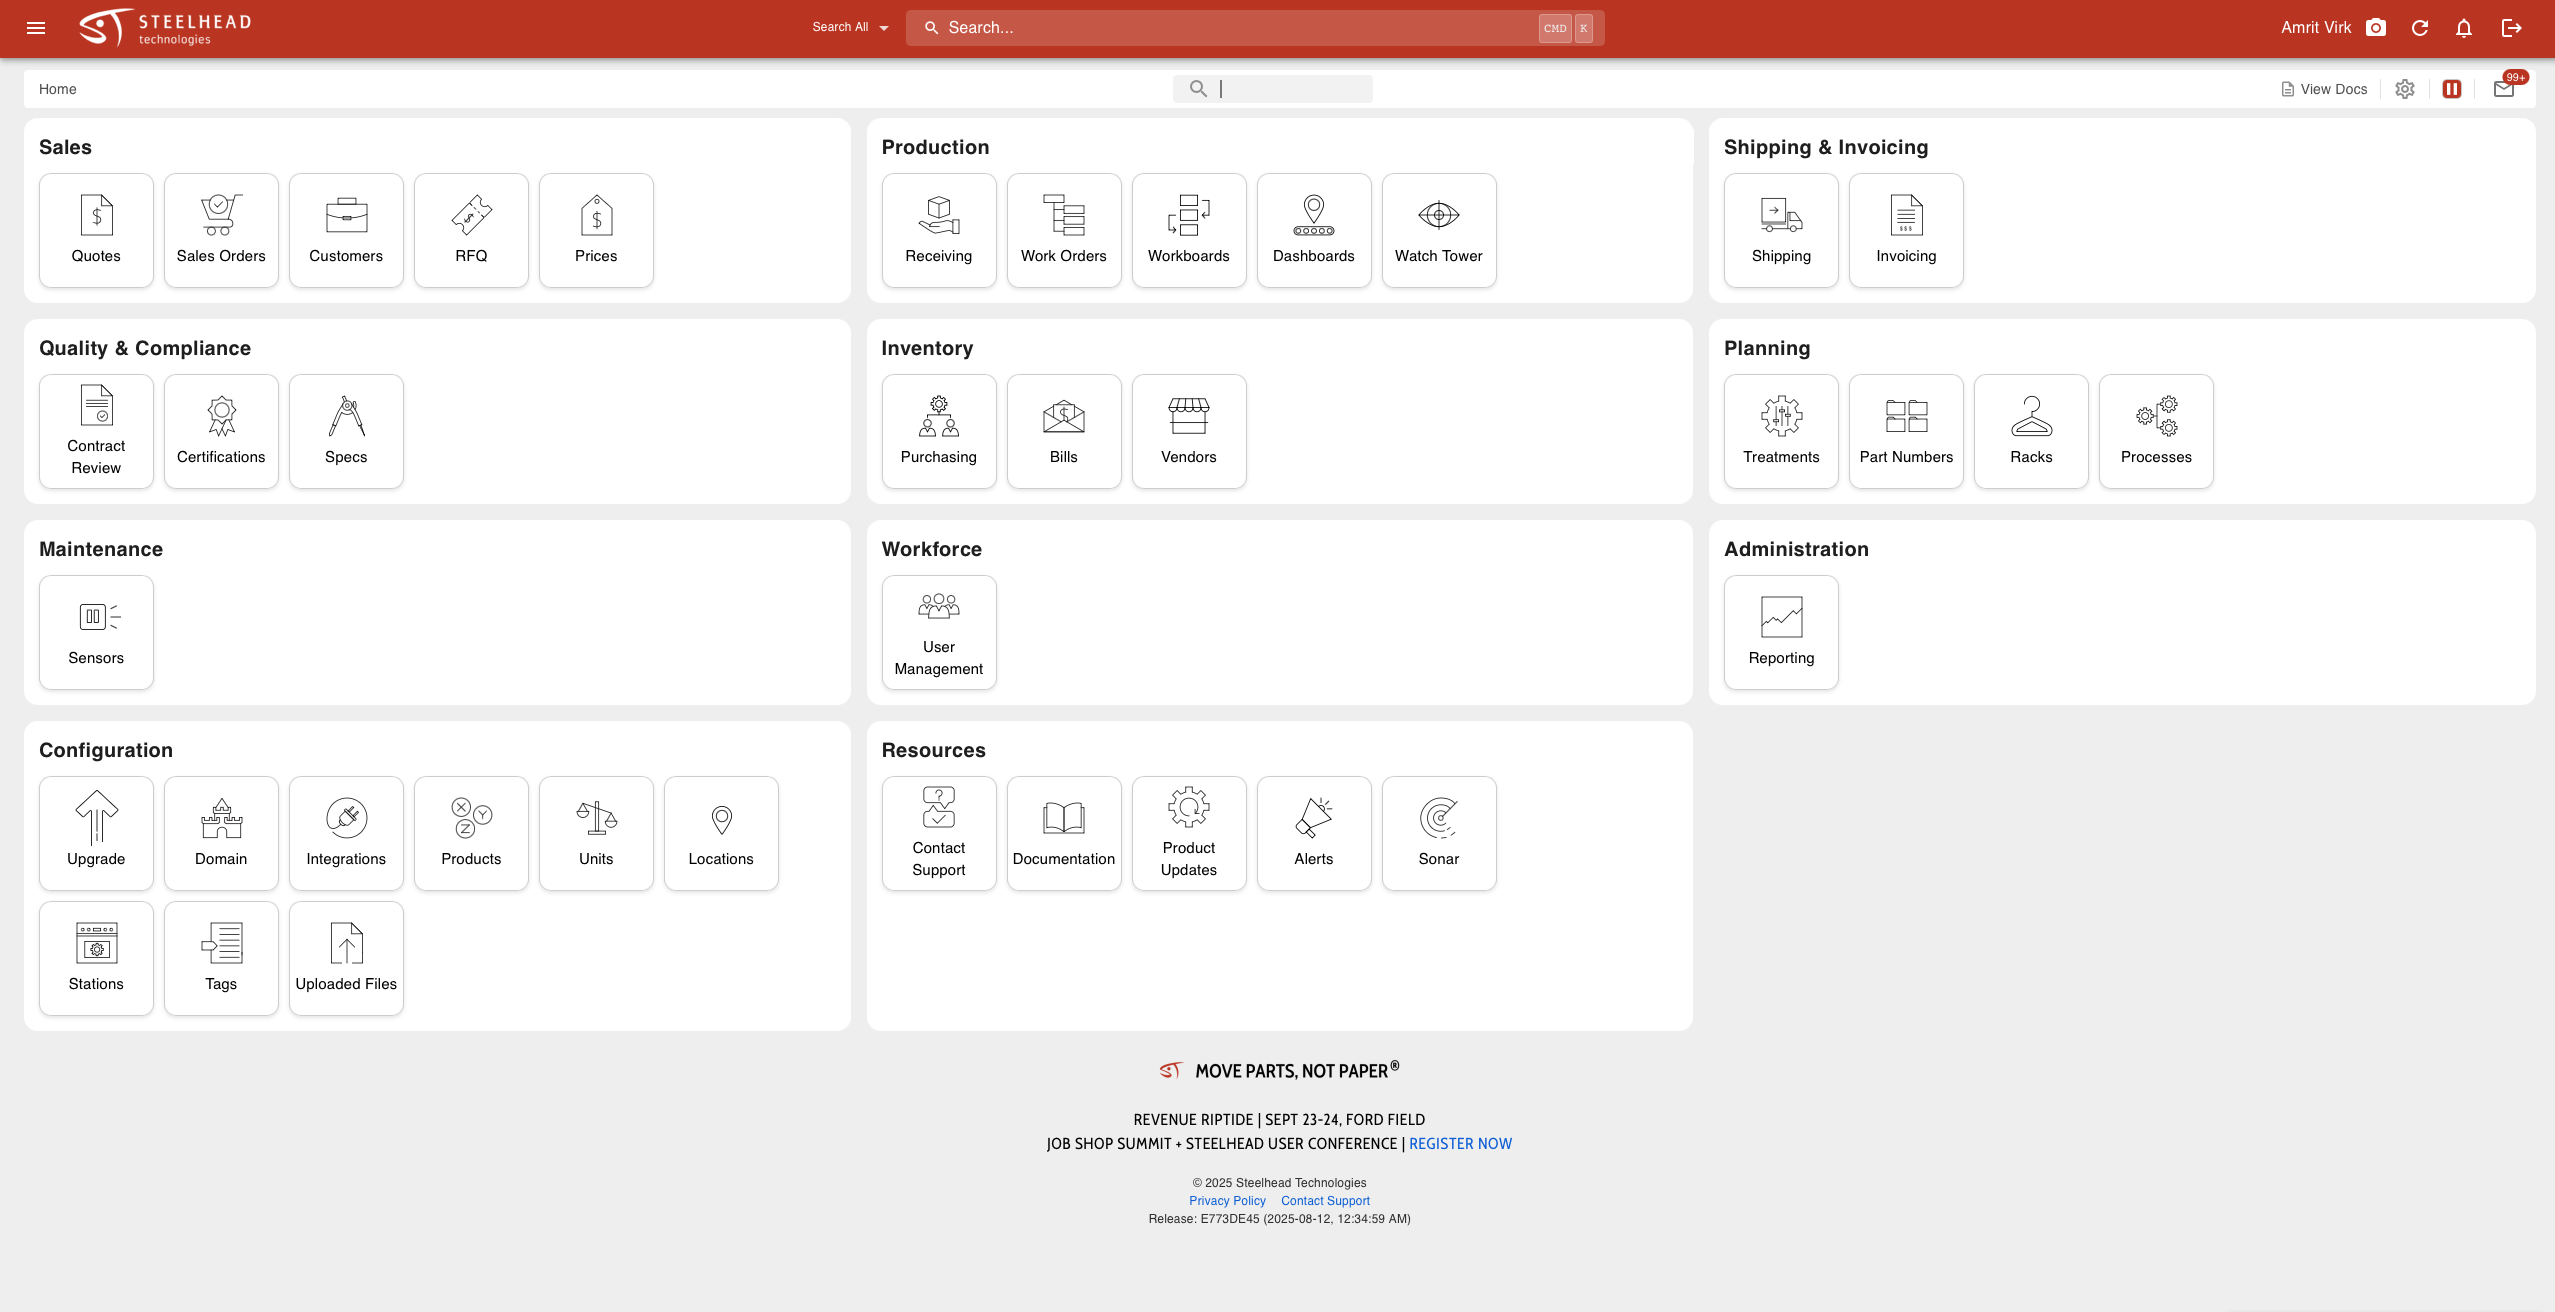 STEELHEAD
technologies
Search All
Search...
CMD K
Amrit Virk
Home
View Docs
99+
Sales
Quotes
Sales Orders
Customers
RFQ
Prices
Production
Receiving
Work Orders
Workboards
Dashboards
Watch Tower
Shipping & Invoicing
Shipping
Invoicing
Quality & Compliance
Contract
Review
Certifications
Specs
Inventory
Purchasing
Bills
Vendors
Planning
Treatments
Part Numbers
Racks
Processes
Maintenance
Sensors
Workforce
User
Management
Administration
Reporting
Configuration
Upgrade
Domain
Integrations
Products
Units
Locations
Stations
Tags
Uploaded Files
Resources
Contact
Support
Documentation
Product
Updates
Alerts
Sonar
MOVE PARTS, NOT PAPER®
REVENUE RIPTIDE | SEPT 23-24, FORD FIELD
JOB SHOP SUMMIT + STEELHEAD USER CONFERENCE | REGISTER NOW
© 2025 Steelhead Technologies
Privacy Policy Contact Support
Release: E773DE45 (2025-08-12, 12:34:59 AM)